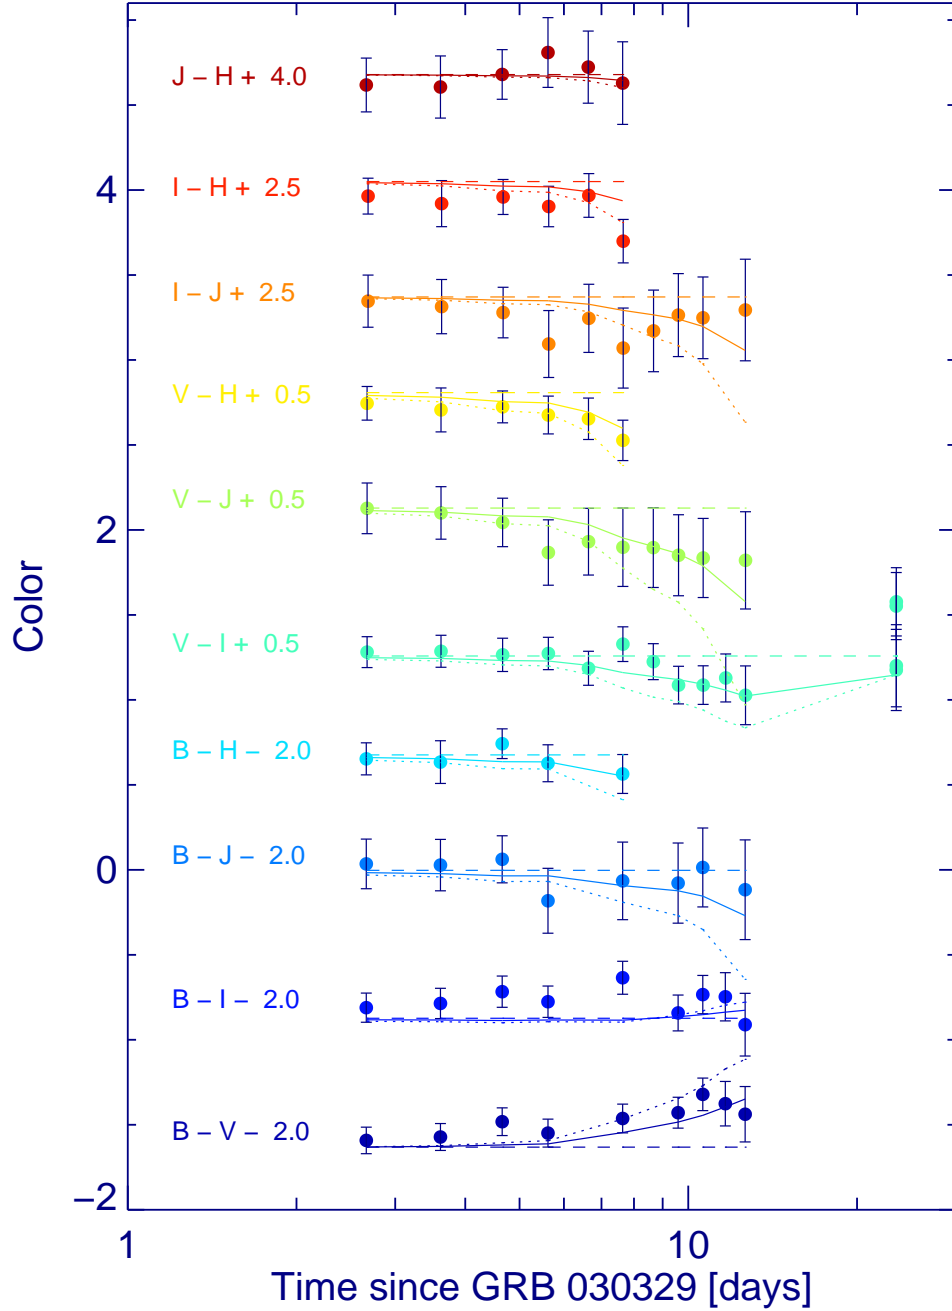 J – H + 4.0
4
I – H + 2.5
I – J + 2.5
V – H + 0.5
V – J + 0.5
2
Color
V – I + 0.5
B – H – 2.0
B – J – 2.0
0
B – I – 2.0
B – V – 2.0
–2
1
10
Time since GRB 030329 [days]